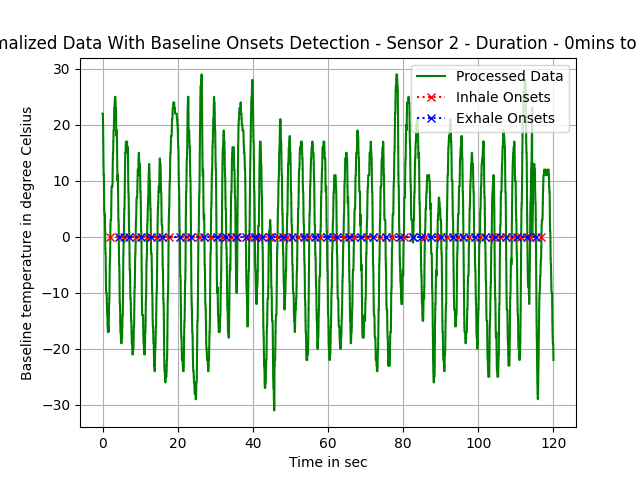 malized Data With Baseline Onsets Detection - Sensor 2 - Duration - 0mins to
Processed Data
Inhale Onsets
Exhale Onsets
30
20
10
0
−10
−20
−30
Baseline temperature in degree Celsius
0 20 40 60 80 100 120
Time in sec